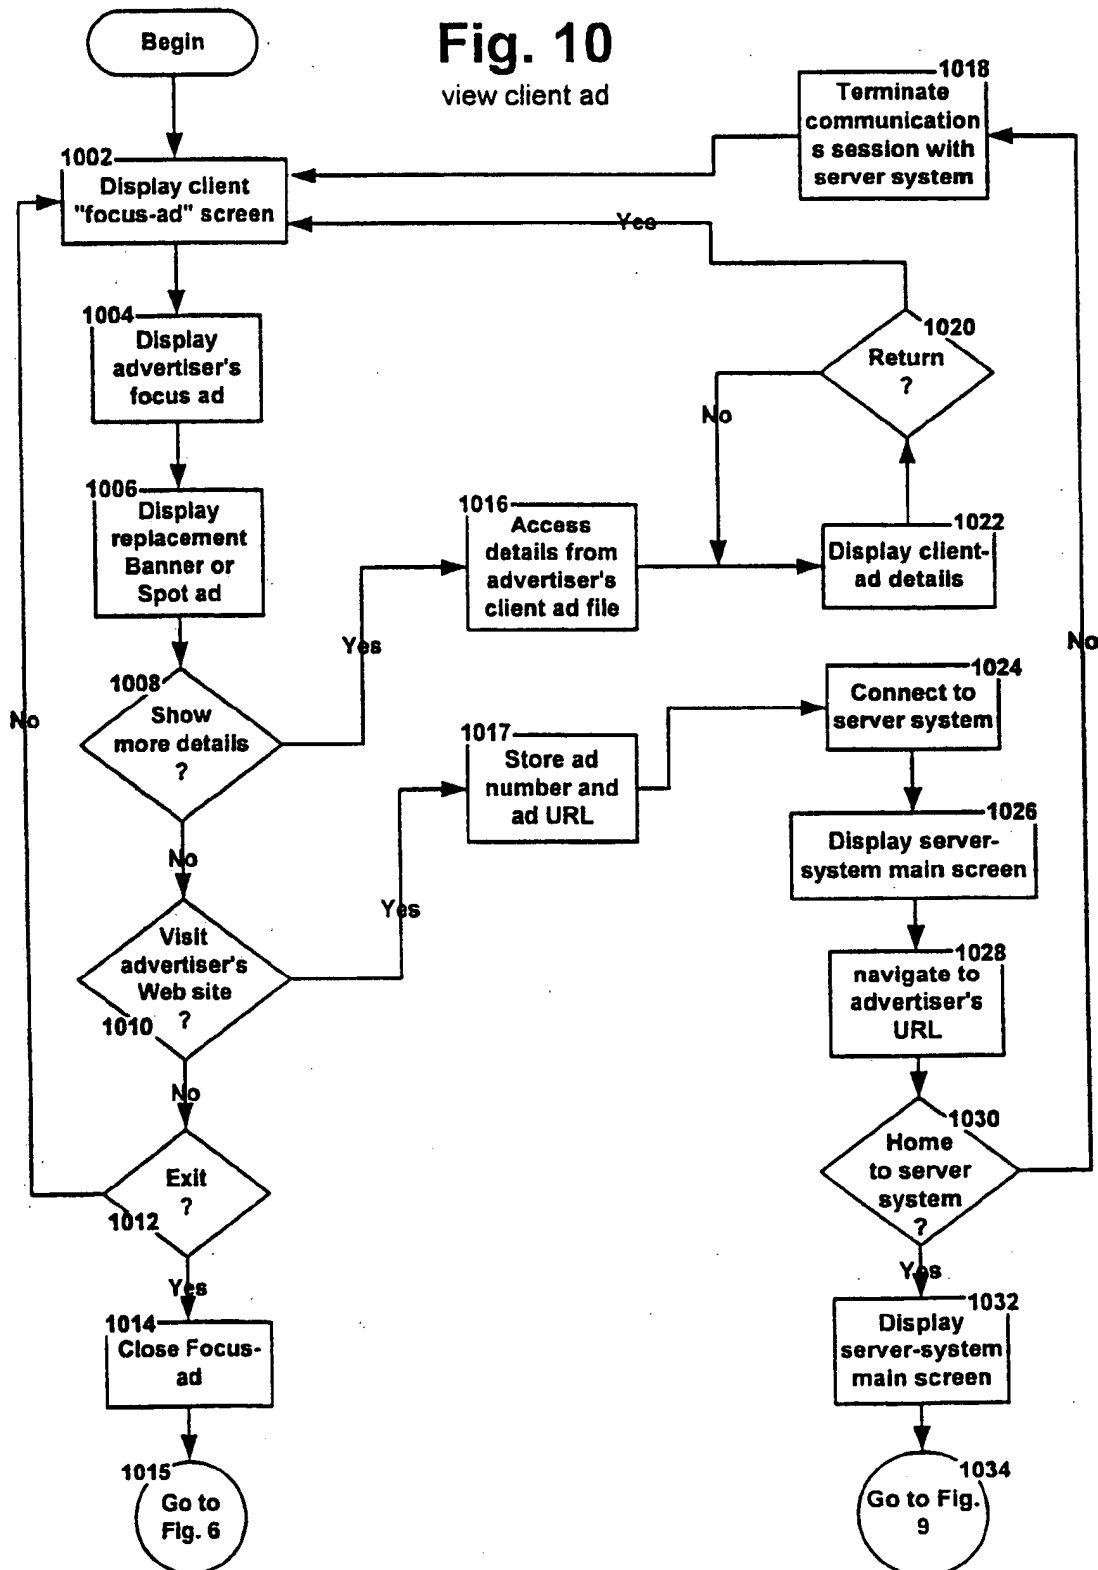 Begin
Fig. 10
view client ad
1018
Terminate
communication
s session with
server system
1002
Display client
"focus-ad" screen
Yes
1004
Display
advertiser's
focus ad
1020
Return
?
No
1006
Display
replacement
Banner or
Spot ad
1016
Access
details from
advertiser's
client ad file
1022
Display client-
ad details
Yes
No
1008
Show
more details
?
No
1024
Connect to
server system
1017
Store ad
number and
ad URL
No
1026
Display server-
system main screen
Yes
Visit
advertiser's
Web site
?
1010
1028
navigate to
advertiser's
URL
No
1030
Home
to server
system
?
Exit
?
1012
Yes
Yes
1014
Close Focus-
ad
1032
Display
server-system
main screen
1015
Go to
Fig. 6
1034
Go to Fig.
9